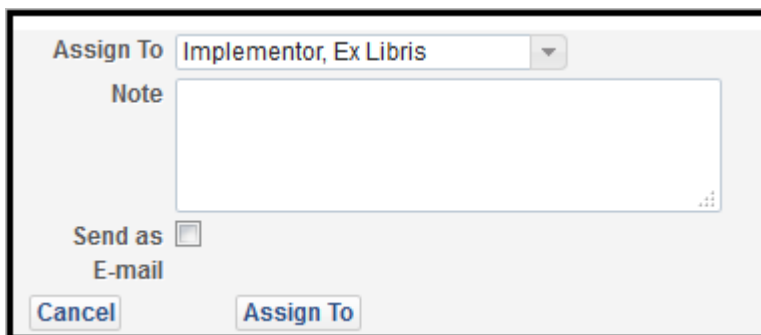 Assign To Implementor, Ex Libris
Note
Send as
E-mail
Cancel Assign To